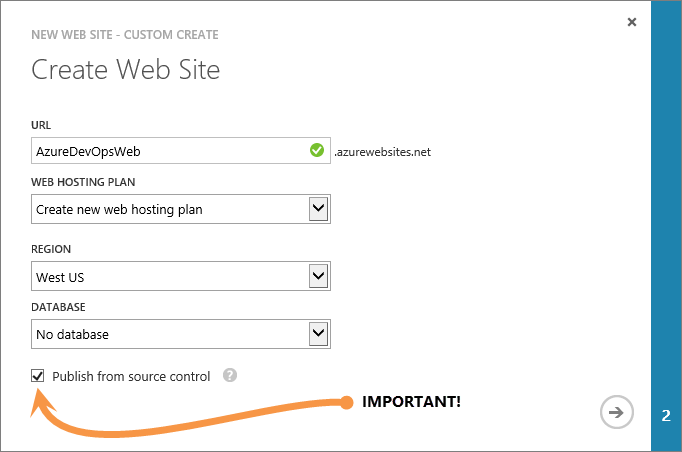 NEW WEB SITE - CUSTOM CREATE
Create Web Site
URL
AzureDevOpsWeb .azurewebsites.net
WEB HOSTING PLAN
Create new web hosting plan
REGION
West US
DATABASE
No database
Publish from source control ?
IMPORTANT!
2